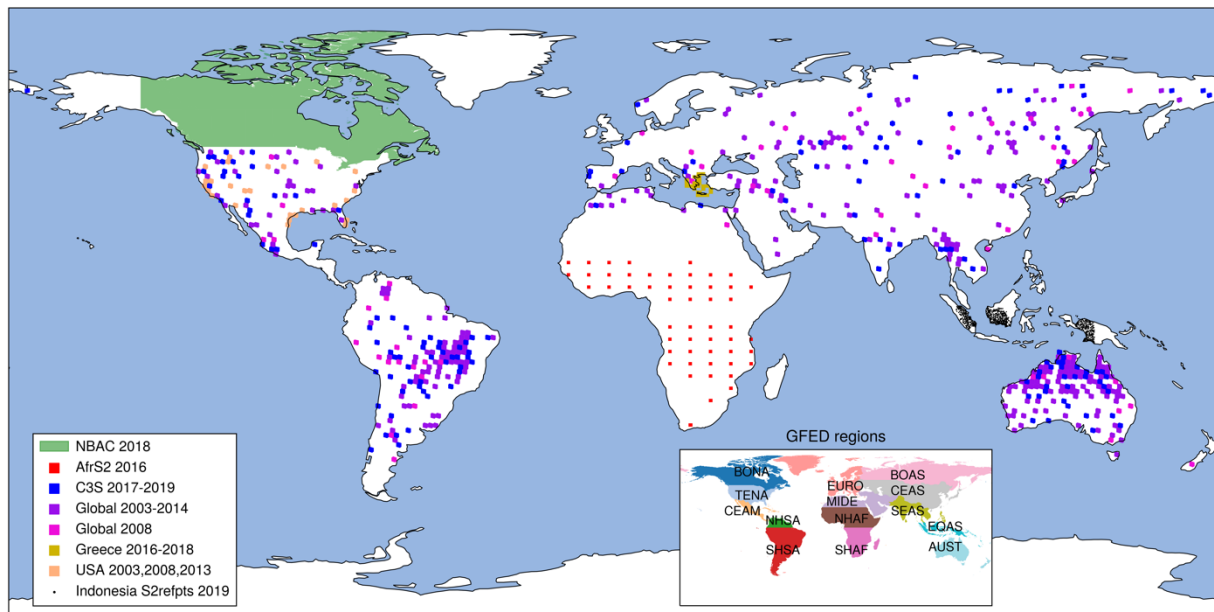 NBAC 2018
AfrS2 2016
C3S 2017-2019
Global 2003-2014
Global 2008
Greece 2016-2018
USA 2003,2008,2013
Indonesia S2refpts 2019
GFED regions
BONA
BOAS
EURO
CEAS
TENA
MIDE
CEAM
SEAS
NHSA
NHAF
EQAS
SHSA
SHAF
AUST